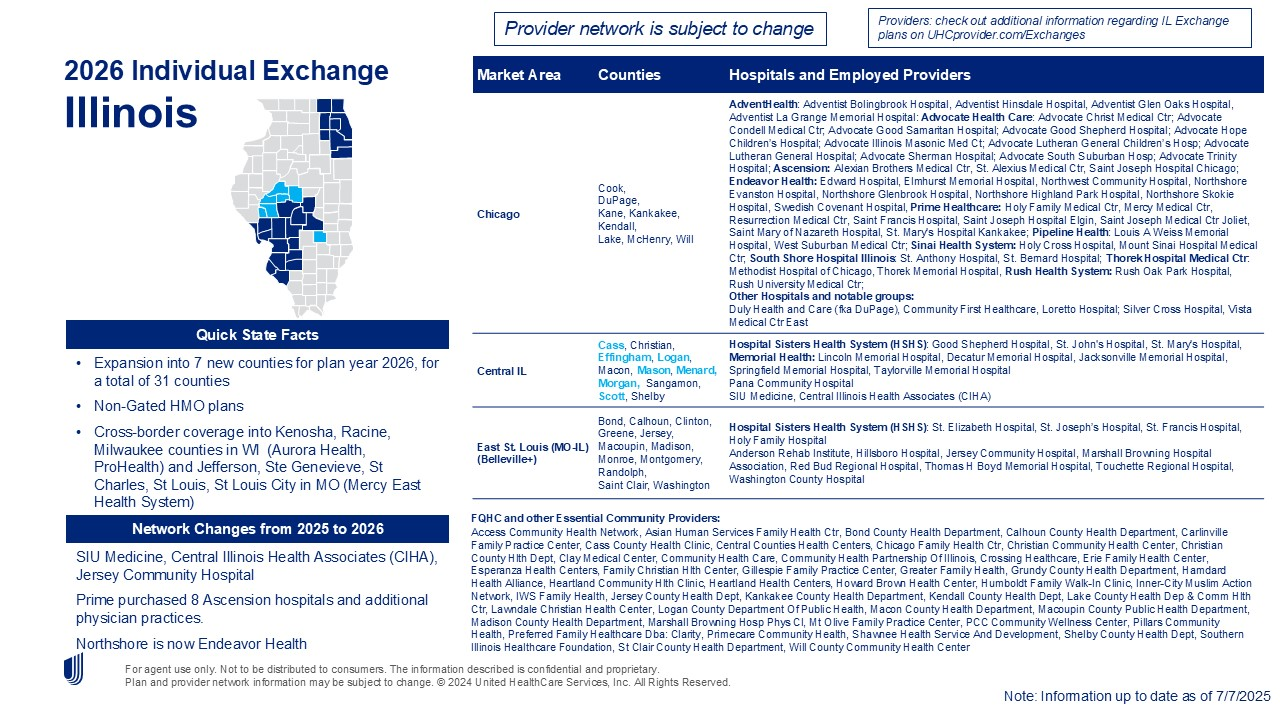 Provider network is subject to change
Providers: check out additional information regarding IL Exchange
plans on UHCprovider.com/Exchanges
2026 Individual Exchange
Illinois
Quick State Facts
• Expansion into 7 new counties for plan year 2026, for
a total of 31 counties
• Non-Gated HMO plans
• Cross-border coverage into Kenosha, Racine,
Milwaukee counties in WI (Aurora Health,
ProHealth) and Jefferson, Ste Genevieve, St
Charles, St Louis, St Louis City in MO (Mercy East
Health System)
Network Changes from 2025 to 2026
SIU Medicine, Central Illinois Health Associates (CIHA),
Jersey Community Hospital
Prime purchased 8 Ascension hospitals and additional
physician practices.
Northshore is now Endeavor Health
Market Area Counties Hospitals and Employed Providers
Chicago
Cook,
DuPage,
Kane, Kankakee,
Kendall,
Lake, McHenry, Will
AdventHealth: Adventist Bolingbrook Hospital, Adventist Hinsdale Hospital, Adventist Glen Oaks Hospital,
Adventist La Grange Memorial Hospital: Advocate Health Care: Advocate Christ Medical Ctr; Advocate
Condell Medical Ctr; Advocate Good Samaritan Hospital; Advocate Good Shepherd Hospital; Advocate Hope
Children's Hospital; Advocate Illinois Masonic Med Ct; Advocate Lutheran General Children's Hosp; Advocate
Lutheran General Hospital; Advocate Sherman Hospital; Advocate South Suburban Hosp; Advocate Trinity
Hospital; Ascension: Alexian Brothers Medical Ctr, St. Alexius Medical Ctr, Saint Joseph Hospital Chicago;
Endeavor Health: Edward Hospital, Elmhurst Memorial Hospital, Northwest Community Hospital, Northshore
Evanston Hospital, Northshore Glenbrook Hospital, Northshore Highland Park Hospital, Northshore Skokie
Hospital, Swedish Covenant Hospital, Prime Healthcare: Holy Family Medical Ctr, Mercy Medical Ctr,
Resurrection Medical Ctr, Saint Francis Hospital, Saint Joseph Hospital Elgin, Saint Joseph Medical Ctr Joliet,
Saint Mary of Nazareth Hospital, St. Mary's Hospital Kankakee; Pipeline Health: Louis A Weiss Memorial
Hospital, West Suburban Medical Ctr; Sinai Health System: Holy Cross Hospital, Mount Sinai Hospital Medical
Ctr; South Shore Hospital Illinois: St. Anthony Hospital, St. Bernard Hospital; Thorek Hospital Medical Ctr:
Methodist Hospital of Chicago, Thorek Memorial Hospital, Rush Health System: Rush Oak Park Hospital,
Rush University Medical Ctr;
Other Hospitals and notable groups:
Duly Health and Care (fka DuPage), Community First Healthcare, Loretto Hospital; Silver Cross Hospital, Vista
Medical Ctr East
Central IL
Cass, Christian,
Effingham, Logan,
Macon, Mason, Menard,
Morgan, Sangamon,
Scott, Shelby
Hospital Sisters Health System (HSHS): Good Shepherd Hospital, St. John's Hospital, St. Mary's Hospital,
Memorial Health: Lincoln Memorial Hospital, Decatur Memorial Hospital, Jacksonville Memorial Hospital,
Springfield Memorial Hospital, Taylorville Memorial Hospital
Pana Community Hospital
SIU Medicine, Central Illinois Health Associates (CIHA)
East St. Louis (MO-IL)
(Belleville+)
Bond, Calhoun, Clinton,
Greene, Jersey,
Macoupin, Madison,
Monroe, Montgomery,
Randolph,
Saint Clair, Washington
Hospital Sisters Health System (HSHS): St. Elizabeth Hospital, St. Joseph's Hospital, St. Francis Hospital,
Holy Family Hospital
Anderson Rehab Institute, Hillsboro Hospital, Jersey Community Hospital, Marshall Browning Hospital
Association, Red Bud Regional Hospital, Thomas H Boyd Memorial Hospital, Touchette Regional Hospital,
Washington County Hospital
FQHC and other Essential Community Providers:
Access Community Health Network, Asian Human Services Family Health Ctr, Bond County Health Department, Calhoun County Health Department, Carlinville
Family Practice Center, Cass County Health Clinic, Central Counties Health Centers, Chicago Family Health Ctr, Christian Community Health Center, Christian
County Hlth Dept, Clay Medical Center, Community Health Care, Community Health Partnership Of Illinois, Crossing Healthcare, Erie Family Health Center,
Esperanza Health Centers, Family Christian Hlth Center, Gillespie Family Practice Center, Greater Family Health, Grundy County Health Department, Hamdard
Health Alliance, Heartland Community Hlth Clinic, Heartland Health Centers, Howard Brown Health Center, Humboldt Family Walk-In Clinic, Inner-City Muslim Action
Network, IWS Family Health, Jersey County Health Dept, Kankakee County Health Department, Kendall County Health Dept, Lake County Health Dep & Comm Hlth
Ctr, Lawndale Christian Health Center, Logan County Department Of Public Health, Macon County Health Department, Macoupin County Public Health Department,
Madison County Health Department, Marshall Browning Hosp Phys Cl, Mt Olive Family Practice Center, PCC Community Wellness Center, Pillars Community
Health, Preferred Family Healthcare Dba: Clarity, Primecare Community Health, Shawnee Health Service And Development, Shelby County Health Dept, Southern
Illinois Healthcare Foundation, St Clair County Health Department, Will County Community Health Center
For agent use only. Not to be distributed to consumers. The information described is confidential and proprietary.
Plan and provider network information may be subject to change. © 2024 United HealthCare Services, Inc. All Rights Reserved.
Note: Information up to date as of 7/7/2025